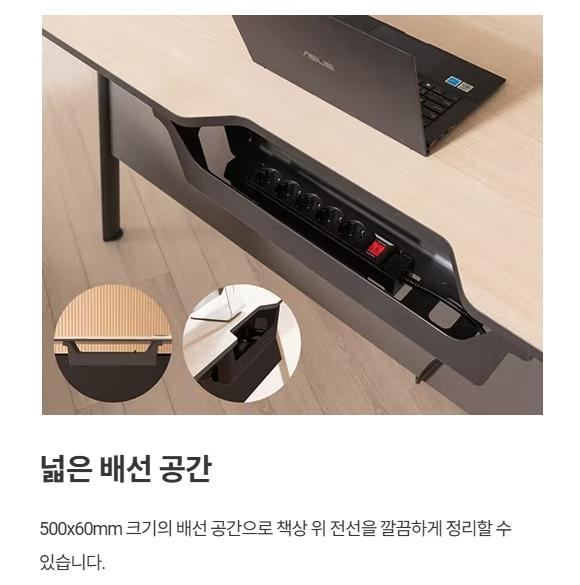 ASUS
넓은 배선 공간
500x60mm 크기의 배선 공간으로 책상 위 전선을 깔끔하게 정리할 수
있습니다.